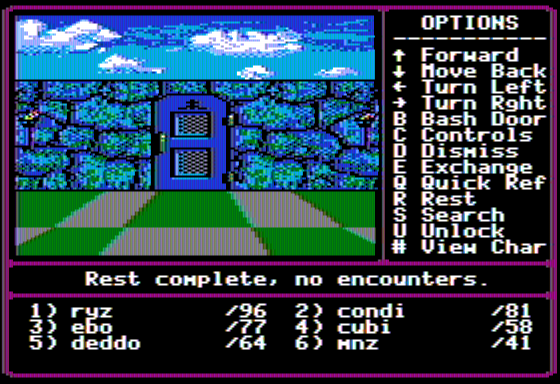 OPTIONS
------------
↑ Forward
↓ Move Back
← Turn Left
→ Turn Rght
B Bash Door
C Controls
D Dismiss
E Exchange
Q Quick Ref
R Rest
S Search
U Unlock
# View Char
Rest complete, no encounters.
1) ryz /96 2) condi /81
3) ebo /77 4) cubi /58
5) deddo /64 6) mnz /41